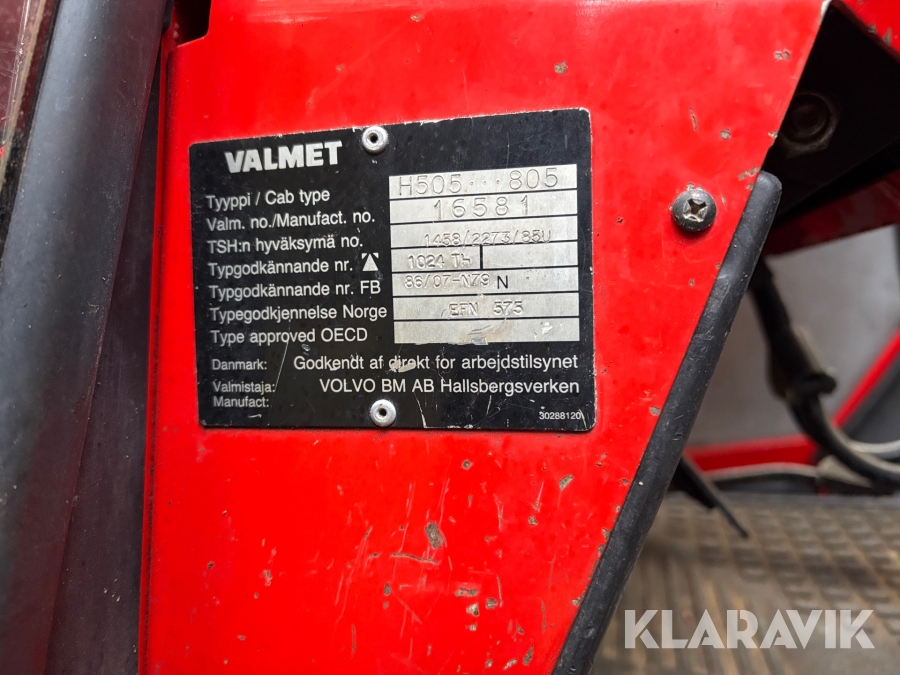 VALMET
Tyyppi / Cab type H505...805
Valm. no./Manufact. no. 16581
TSH:n hyväksymä no. 1458/2273/85U
Typgodkännande nr. 1024 Th
Typgodkännande nr. FB 86/07-N79 N
Typegodkjennelse Norge EFN 575
Type approved OECD
Danmark: Godkendt af direkt for arbejdstilsynet
Valmistaja: VOLVO BM AB Hallsbergsverken
Manufact:
30288120
KLARAVIK